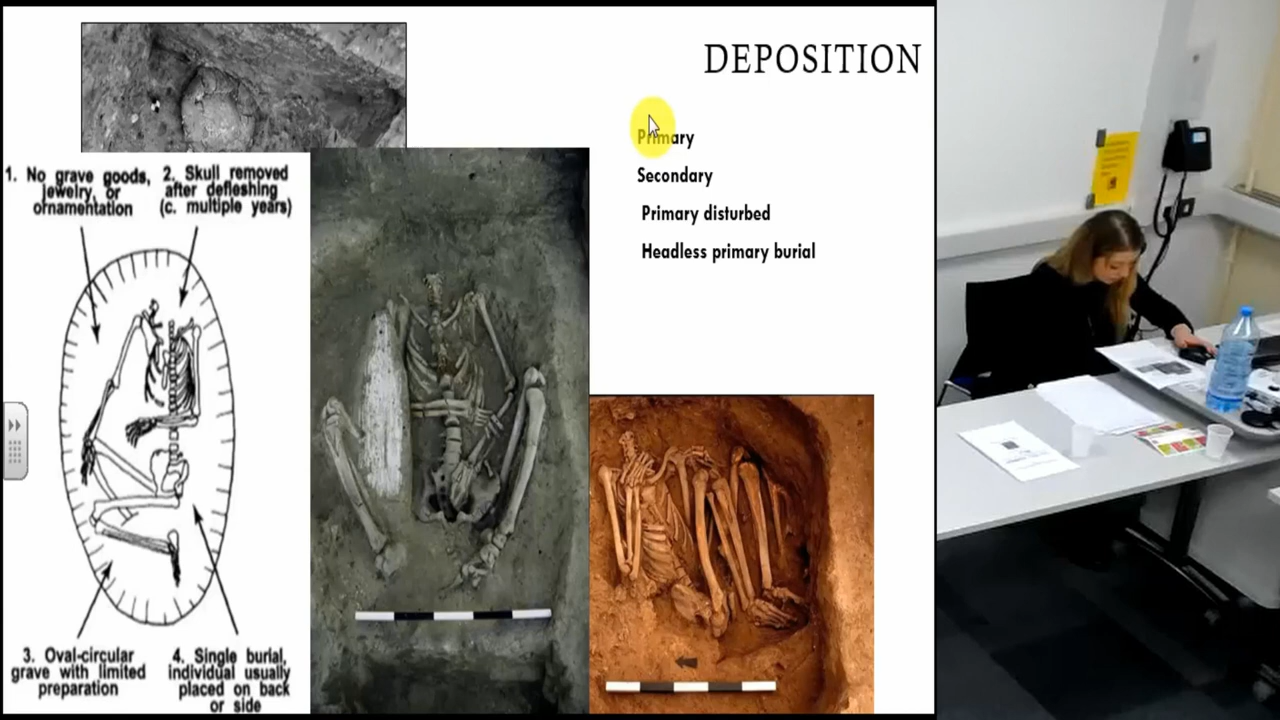 DEPOSITION
Primary
Secondary
Primary disturbed
Headless primary burial
1. No grave goods,
jewelry, or
ornamentation
2. Skull removed
after defleshing
(c. multiple years)
3. Oval-circular
grave with limited
preparation
4. Single burial,
individual usually
placed on back
or side